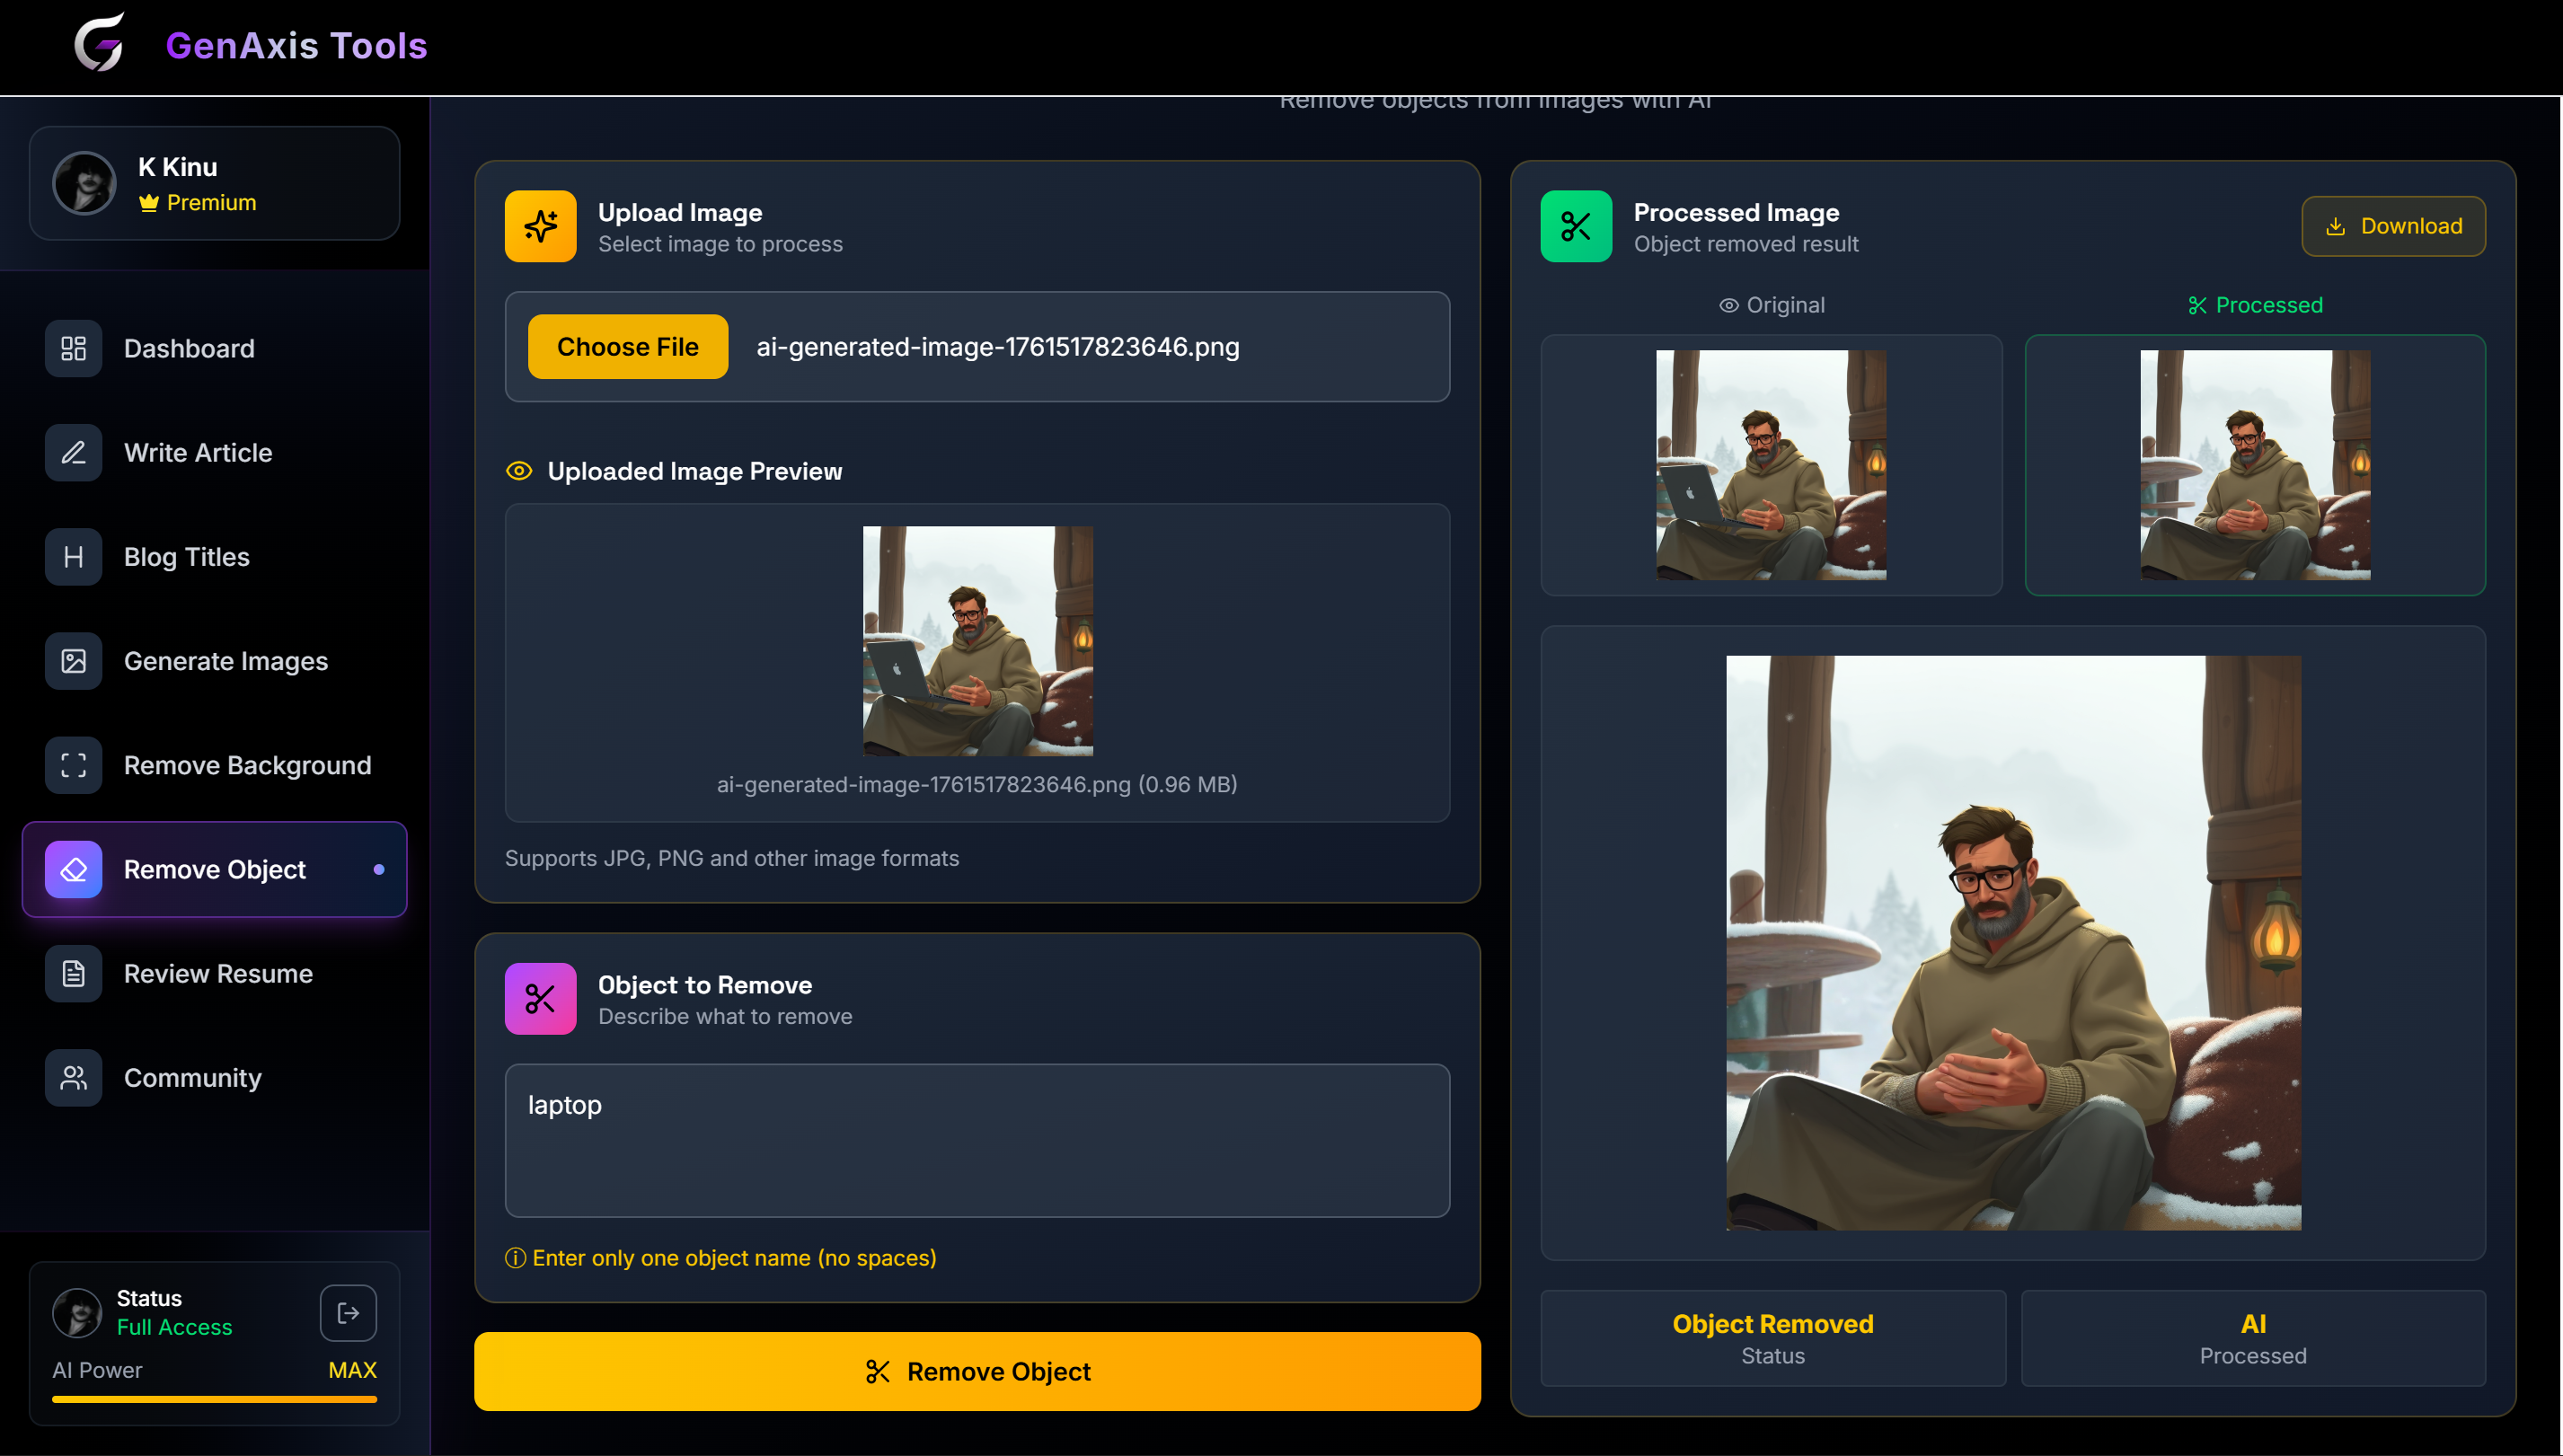 GenAxis Tools
Remove objects from images with AI
K Kinu
Premium
Dashboard
Write Article
Blog Titles
Generate Images
Remove Background
Remove Object
Review Resume
Community
Status
Full Access
AI Power
MAX
Upload Image
Select image to process
Choose File
ai-generated-image-1761517823646.png
Uploaded Image Preview
ai-generated-image-1761517823646.png (0.96 MB)
Supports JPG, PNG and other image formats
Object to Remove
Describe what to remove
laptop
Enter only one object name (no spaces)
Remove Object
Processed Image
Object removed result
Download
Original
Processed
Object Removed
Status
AI
Processed